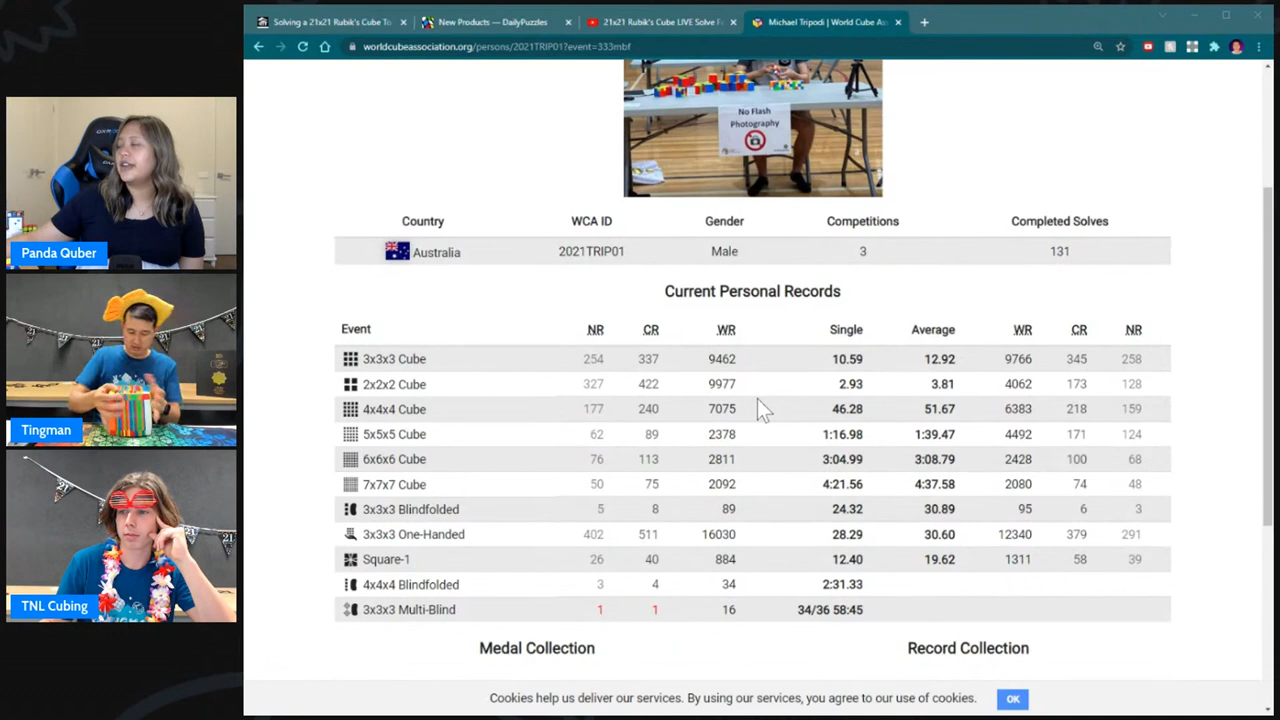 Solving a 21x21 Rubik's Cube To
New Products — DailyPuzzles
21x21 Rubik's Cube LIVE Solve F
Michael Tripodi | World Cube As
worldcubeassociation.org/persons/2021TRIP01?event=333mbf
No Flash
Photography
Panda Quber
Tingman
TNL Cubing
21
Country WCA ID Gender Competitions Completed Solves
Australia 2021TRIP01 Male 3 131
Current Personal Records
Event NR CR WR Single Average WR CR NR
3x3x3 Cube 254 337 9462 10.59 12.92 9766 345 258
2x2x2 Cube 327 422 9977 2.93 3.81 4062 173 128
4x4x4 Cube 177 240 7075 46.28 51.67 6383 218 159
5x5x5 Cube 62 89 2378 1:16.98 1:39.47 4492 171 124
6x6x6 Cube 76 113 2811 3:04.99 3:08.79 2428 100 68
7x7x7 Cube 50 75 2092 4:21.56 4:37.58 2080 74 48
3x3x3 Blindfolded 5 8 89 24.32 30.89 95 6 3
3x3x3 One-Handed 402 511 16030 28.29 30.60 12340 379 291
Square-1 26 40 884 12.40 19.62 1311 58 39
4x4x4 Blindfolded 3 4 34 2:31.33
3x3x3 Multi-Blind 1 1 16 34/36 58:45
Medal Collection Record Collection
Cookies help us deliver our services. By using our services, you agree to our use of cookies. OK